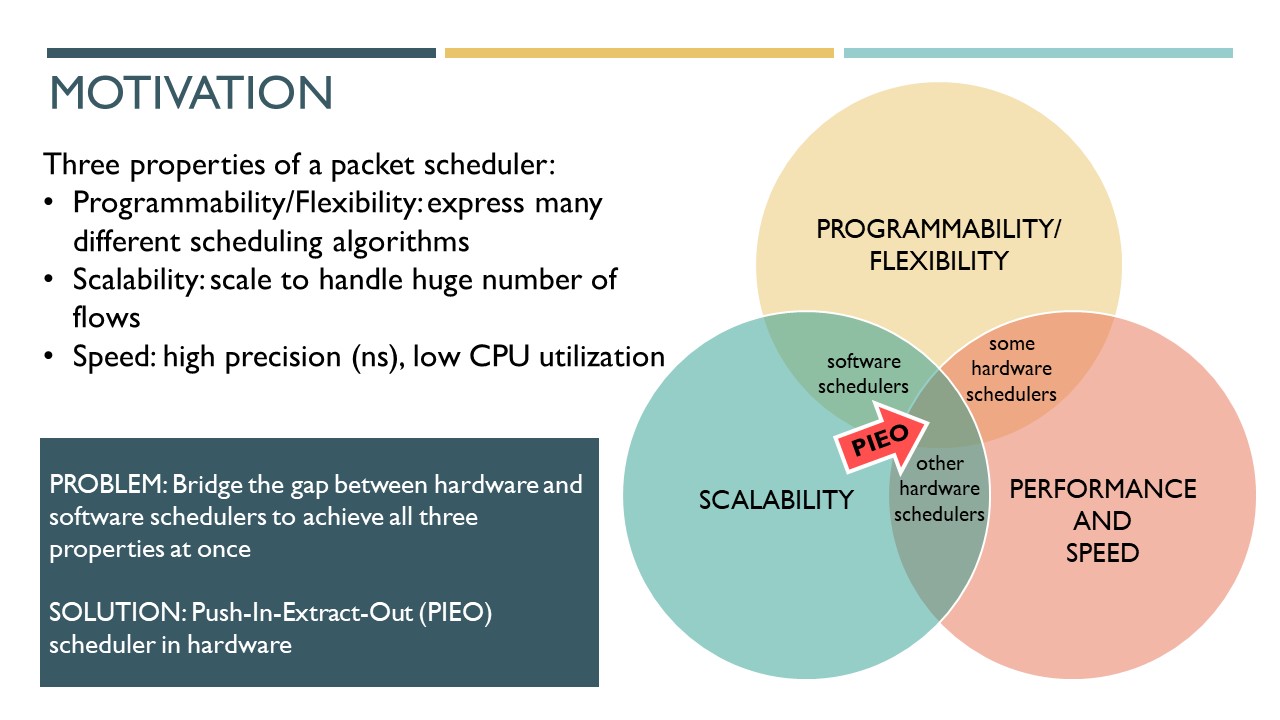 MOTIVATION
Three properties of a packet scheduler:
• Programmability/Flexibility: express many
different scheduling algorithms
• Scalability: scale to handle huge number of
flows
• Speed: high precision (ns), low CPU utilization
PROBLEM: Bridge the gap between hardware and
software schedulers to achieve all three
properties at once
SOLUTION: Push-In-Extract-Out (PIEO)
scheduler in hardware
PROGRAMMABILITY/
FLEXIBILITY
software
schedulers
some
hardware
schedulers
PIEO
other
hardware
schedulers
SCALABILITY
PERFORMANCE
AND
SPEED